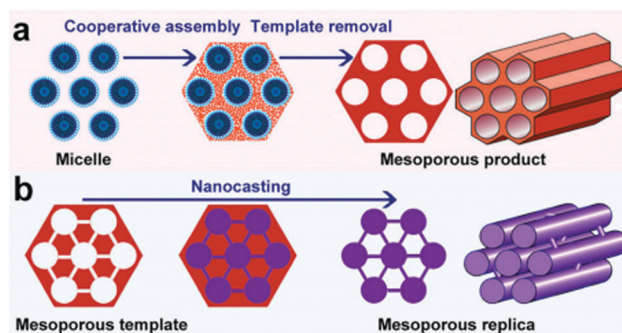 a
Cooperative assembly Template removal
Micelle
Mesoporous product
b
Nanocasting
Mesoporous template
Mesoporous replica